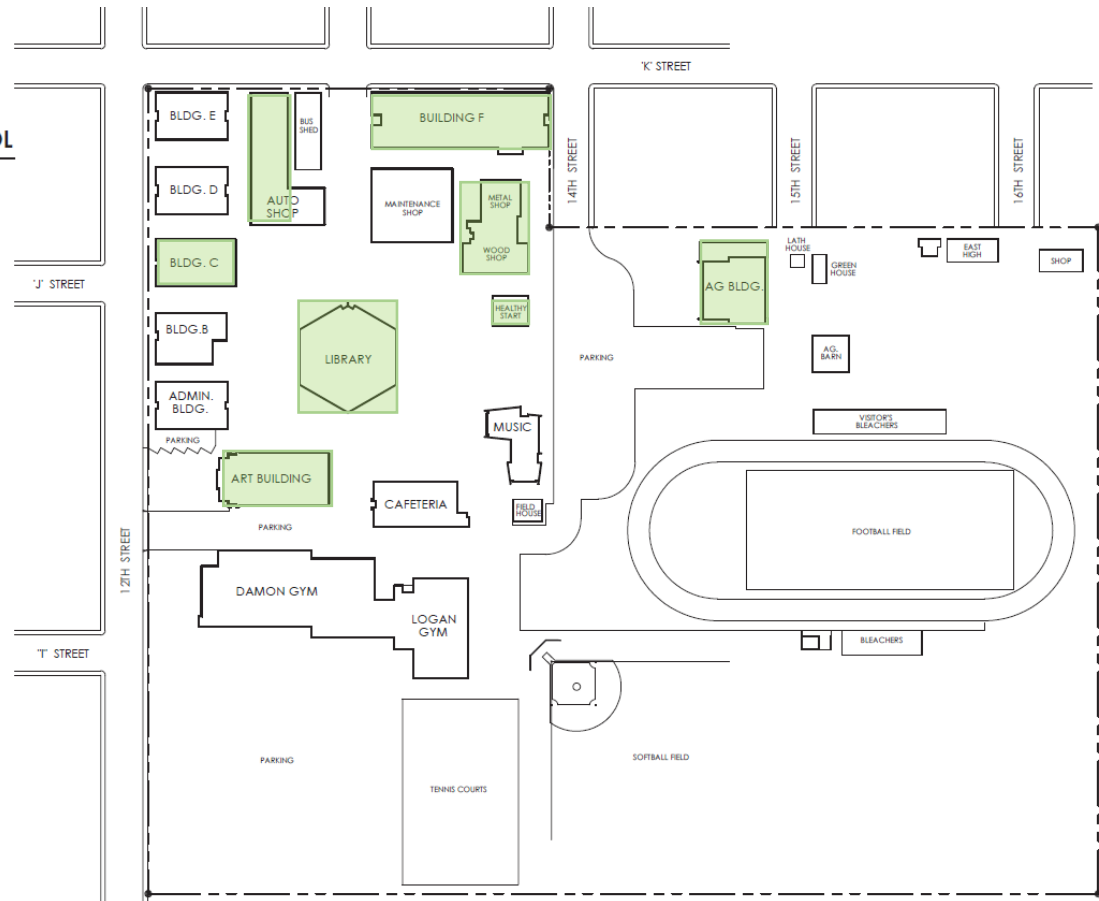 'K' STREET
BLDG. E
BUS
SHED
BUILDING F
OL
14TH STREET
15TH STREET
16TH STREET
BLDG. D
AUTO
SHOP
MAINTENANCE
SHOP
METAL
SHOP
WOOD
SHOP
LATH
HOUSE
GREEN
HOUSE
EAST
HIGH
SHOP
BLDG. C
'J' STREET
AG BLDG.
HEALTHY
START
BLDG.B
LIBRARY
PARKING
AG.
BARN
ADMIN.
BLDG.
PARKING
MUSIC
VISITOR'S
BLEACHERS
ART BUILDING
CAFETERIA
FIELD
HOUSE
PARKING
FOOTBALL FIELD
12TH STREET
DAMON GYM
LOGAN
GYM
BLEACHERS
'I' STREET
PARKING
SOFTBALL FIELD
TENNIS COURTS